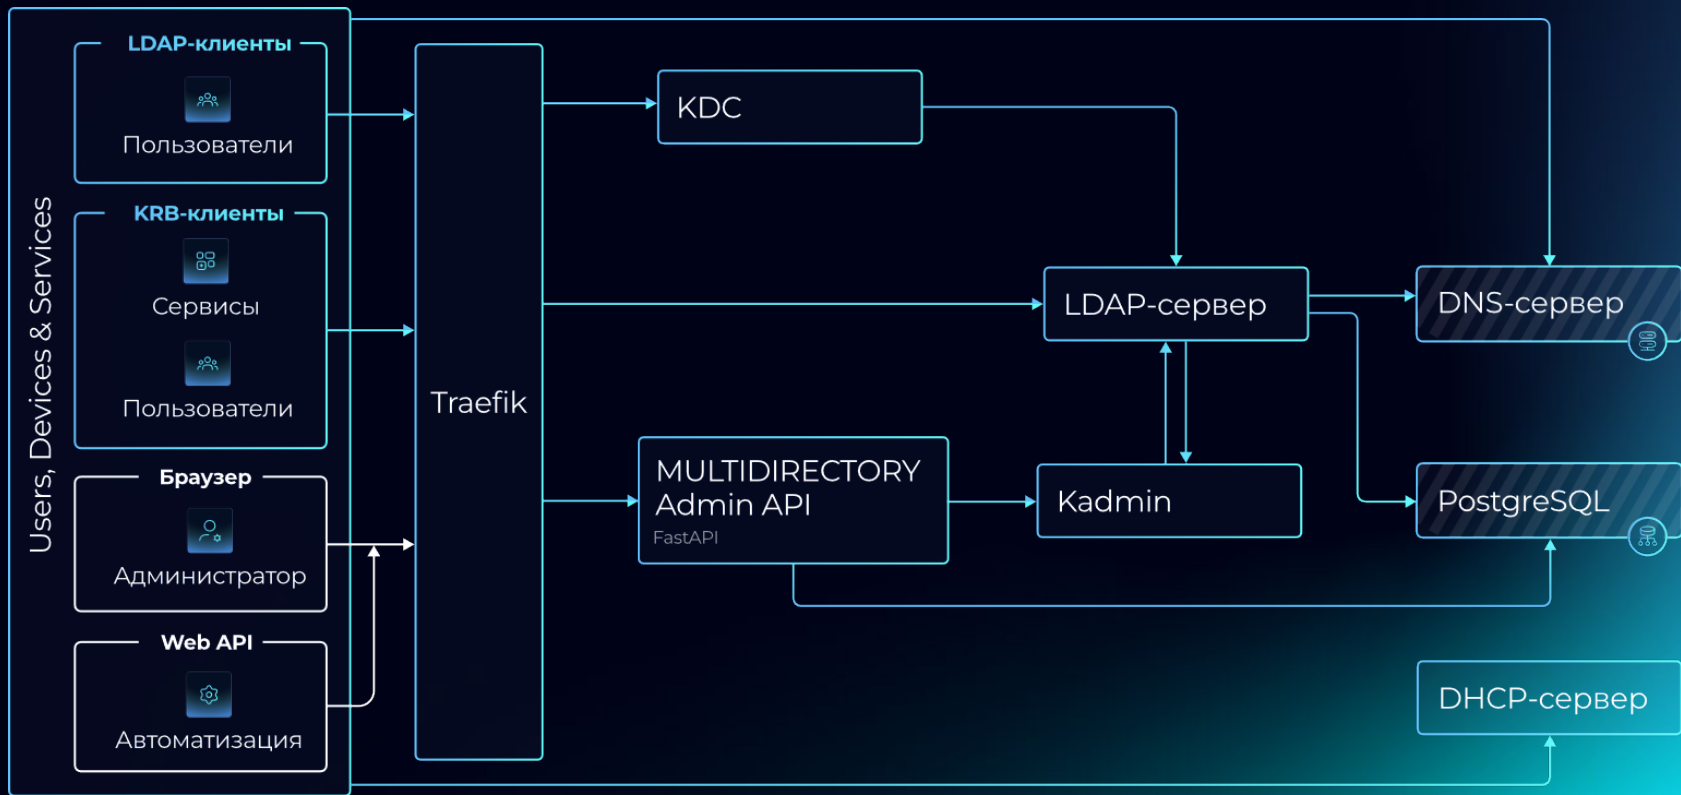 Users, Devices & Services
LDAP-клиенты
Пользователи
KRB-клиенты
Сервисы
Пользователи
Браузер
Администратор
Web API
Автоматизация
Traefik
KDC
LDAP-сервер
DNS-сервер
MULTIDIRECTORY
Admin API
FastAPI
Kadmin
PostgreSQL
DHCP-сервер